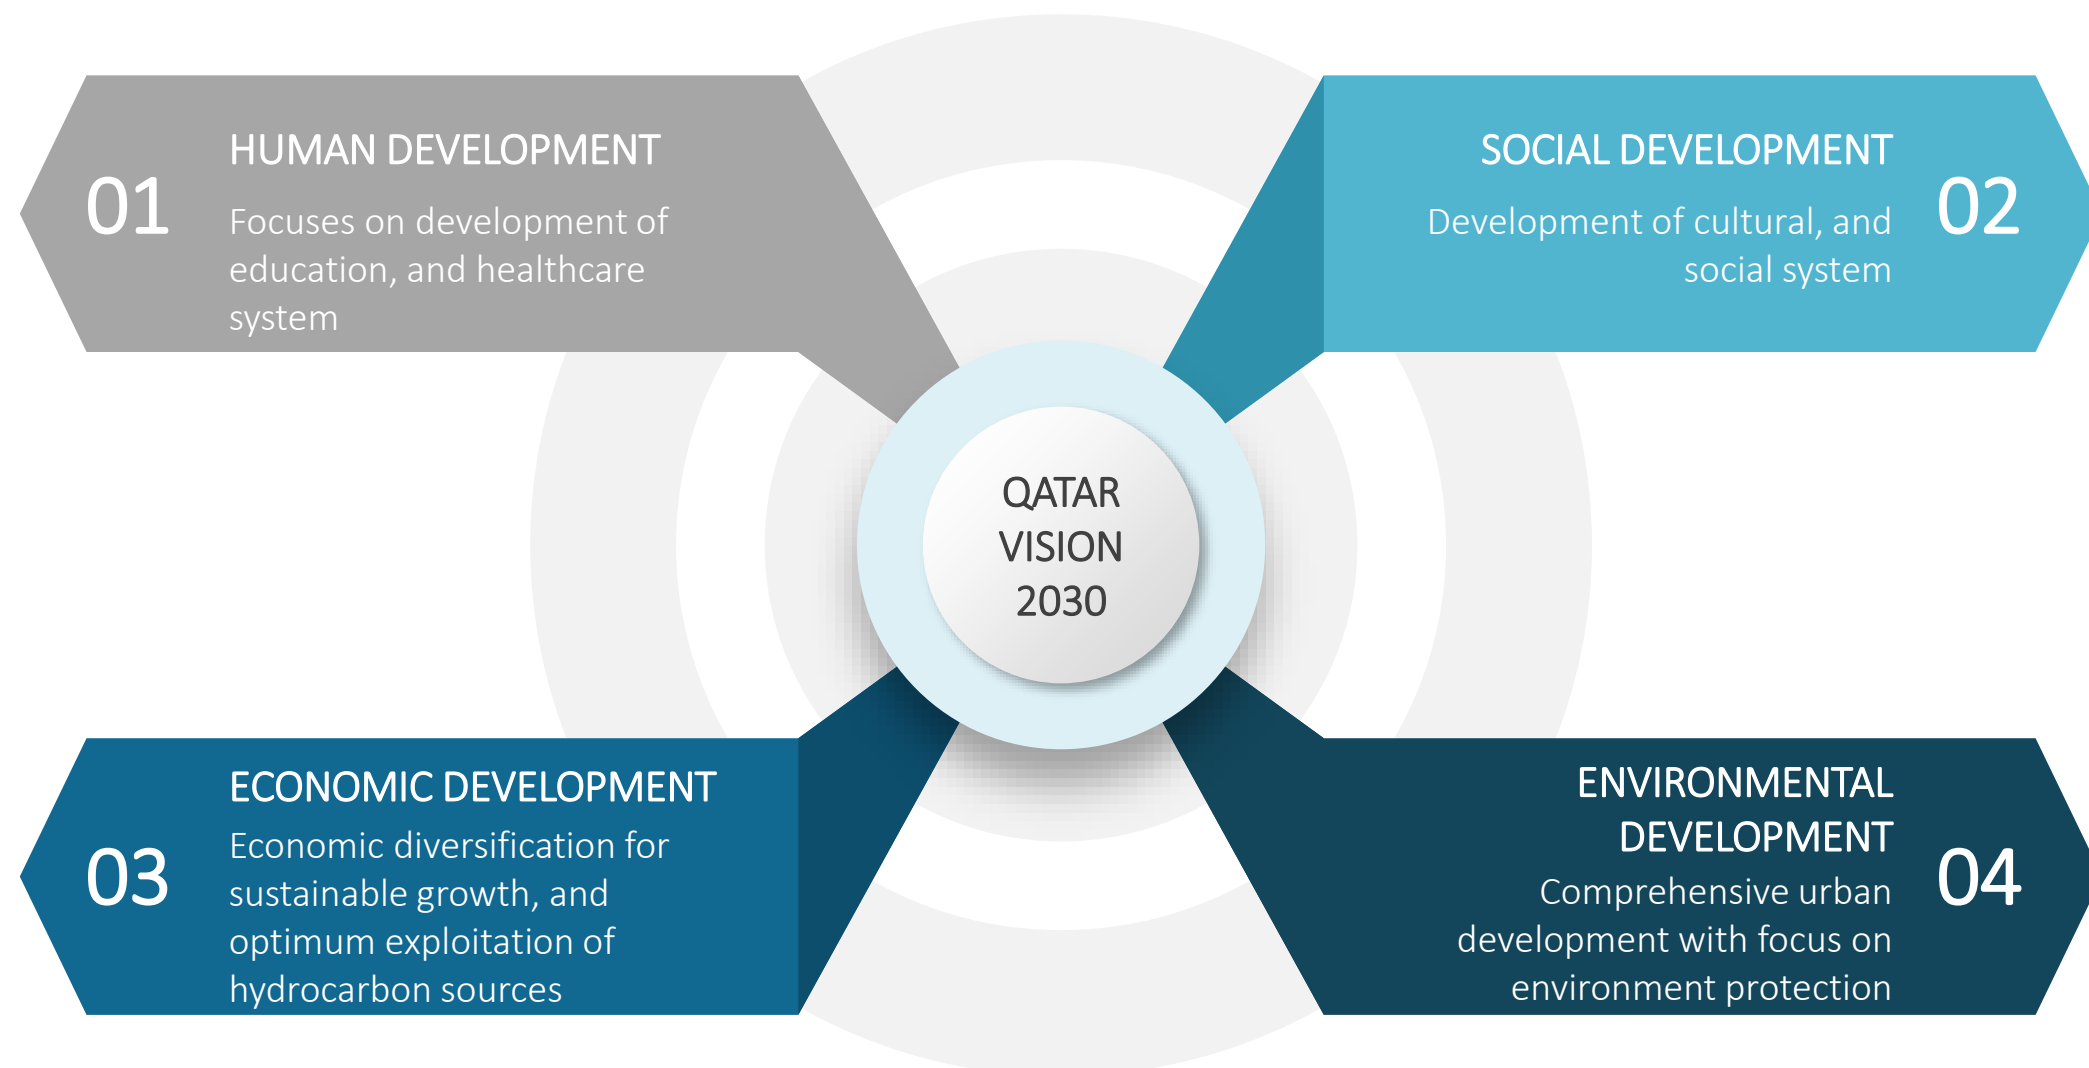 01
HUMAN DEVELOPMENT
Focuses on development of
education, and healthcare
system
SOCIAL DEVELOPMENT
Development of cultural, and
social system
02
QATAR
VISION
2030
03
ECONOMIC DEVELOPMENT
Economic diversification for
sustainable growth, and
optimum exploitation of
hydrocarbon sources
ENVIRONMENTAL
DEVELOPMENT
Comprehensive urban
development with focus on
environment protection
04